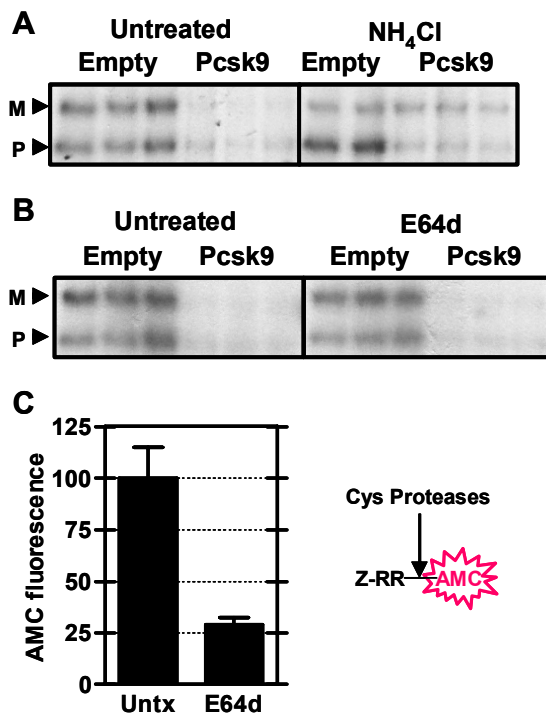 A
Untreated NH4Cl
Empty Pcsk9 Empty Pcsk9
M
P
B
Untreated E64d
Empty Pcsk9 Empty Pcsk9
M
P
C
AMC fluorescence
125
100
75
50
25
0
Untx E64d
Cys Proteases
Z-RR AMC